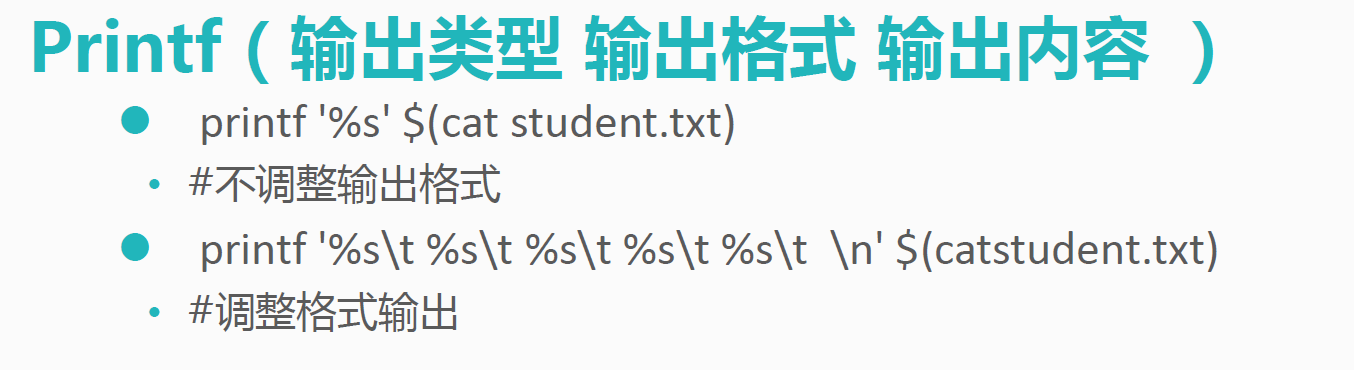 Printf（输出类型 输出格式 输出内容 ）
● printf '%s' $(cat student.txt)
• #不调整输出格式
● printf '%s\t %s\t %s\t %s\t %s\t  \n' $(catstudent.txt)
• #调整格式输出